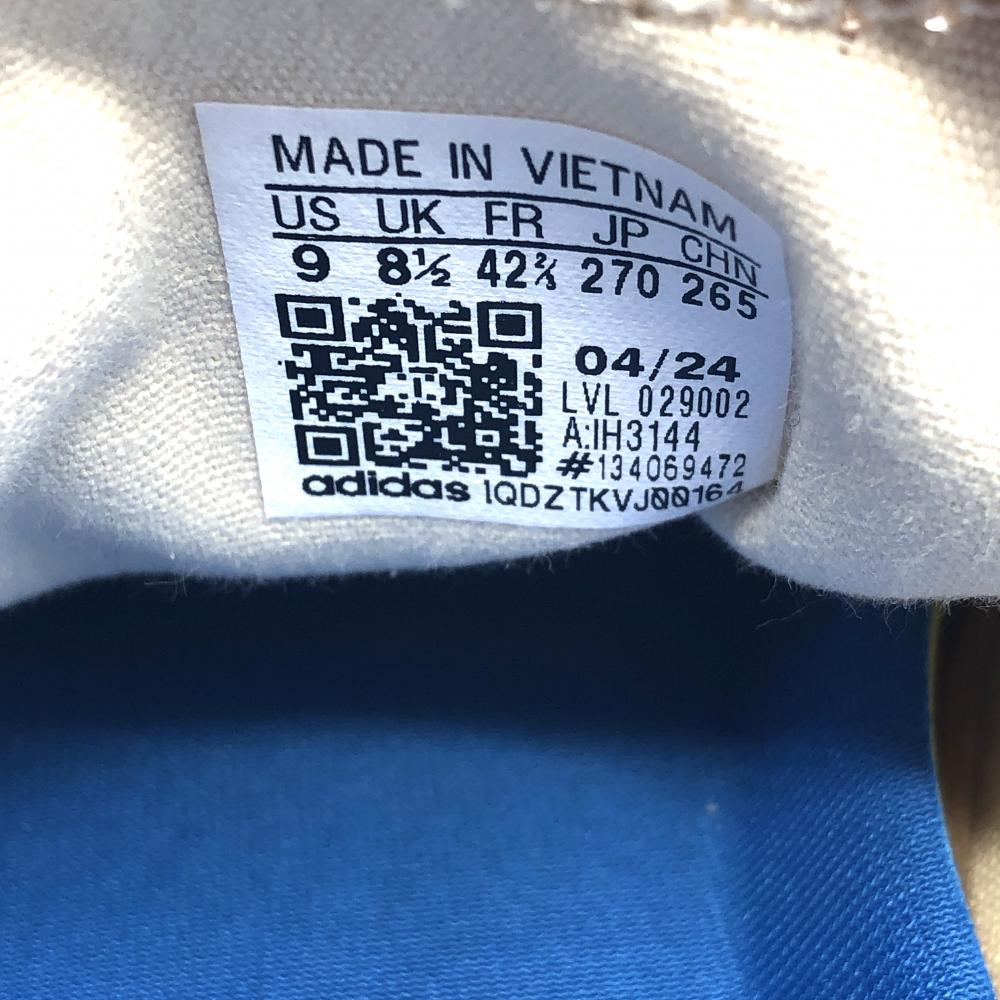 MADE IN VIETNAM
US UK FR JP CHN
9 8½ 42⅔ 270 265
04/24
LVL 029002
A:IH3144
#134069472
adidas 1QDZTKVJ00164